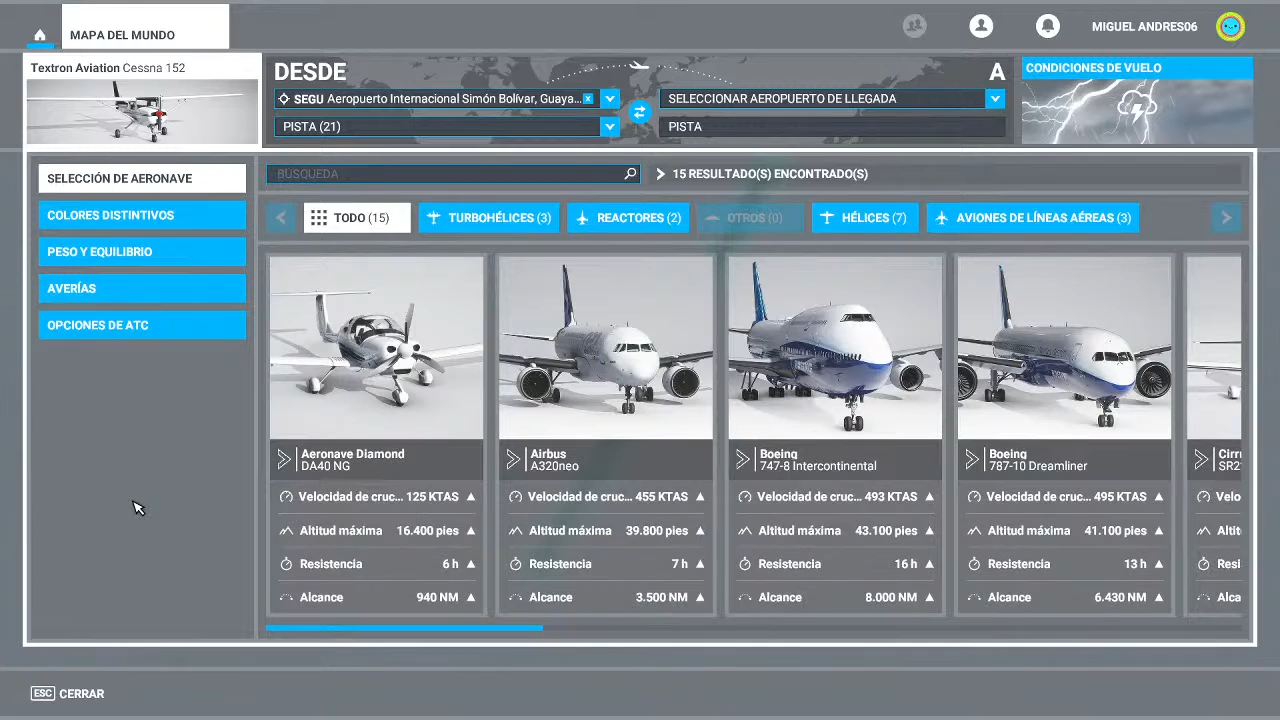 MAPA DEL MUNDO
MIGUEL ANDRES06
Textron Aviation Cessna 152
DESDE
A
SEGU Aeropuerto Internacional Simón Bolívar, Guaya...
PISTA (21)
SELECCIONAR AEROPUERTO DE LLEGADA
PISTA
CONDICIONES DE VUELO
SELECCIÓN DE AERONAVE
COLORES DISTINTIVOS
PESO Y EQUILIBRIO
AVERÍAS
OPCIONES DE ATC
BÚSQUEDA
15 RESULTADO(S) ENCONTRADO(S)
TODO (15)
TURBOHÉLICES (3)
REACTORES (2)
OTROS (0)
HÉLICES (7)
AVIONES DE LÍNEAS AÉREAS (3)
Aeronave Diamond
DA40 NG
Velocidad de cruc... 125 KTAS
Altitud máxima 16.400 pies
Resistencia 6 h
Alcance 940 NM
Airbus
A320neo
Velocidad de cruc... 455 KTAS
Altitud máxima 39.800 pies
Resistencia 7 h
Alcance 3.500 NM
Boeing
747-8 Intercontinental
Velocidad de cruc... 493 KTAS
Altitud máxima 43.100 pies
Resistencia 16 h
Alcance 8.000 NM
Boeing
787-10 Dreamliner
Velocidad de cruc... 495 KTAS
Altitud máxima 41.100 pies
Resistencia 13 h
Alcance 6.430 NM
ESC CERRAR